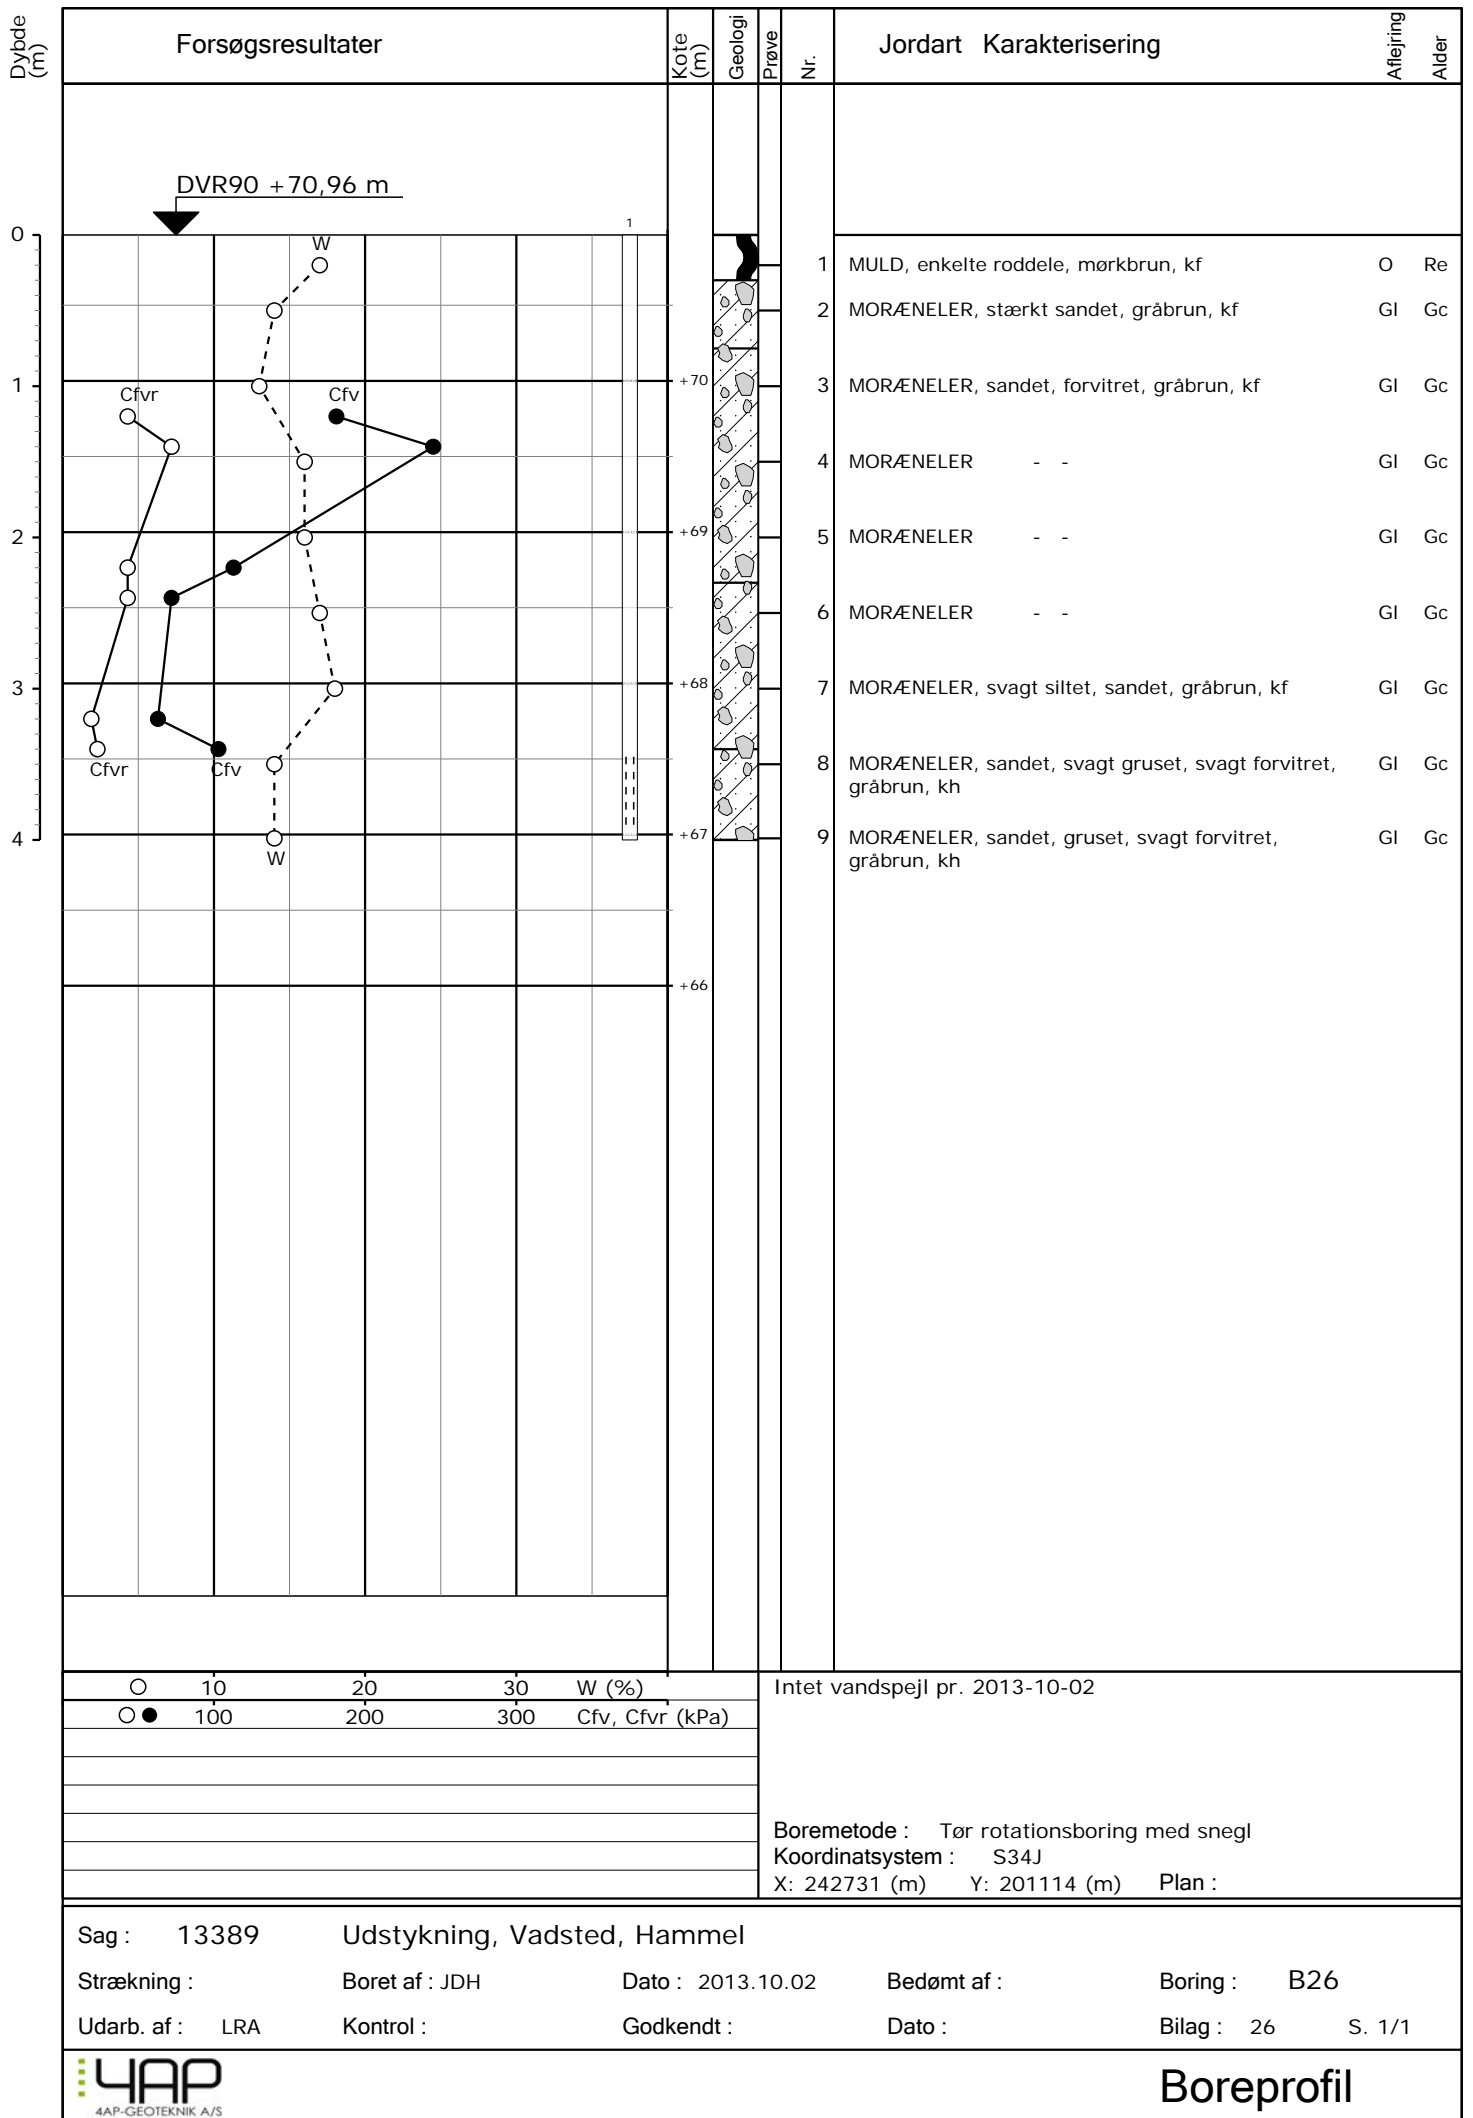 Dybde (m)
Forsøgsresultater
Kote (m)
Geologi
Prøve
Nr.
Jordart Karakterisering
Aflejring
Alder
DVR90 +70,96 m
1
0
W
1 MULD, enkelte roddele, mørkbrun, kf O Re
2 MORÆNELER, stærkt sandet, gråbrun, kf Gl Gc
1
Cfvr
Cfv
+70
3 MORÆNELER, sandet, forvitret, gråbrun, kf Gl Gc
4 MORÆNELER - - Gl Gc
2
+69
5 MORÆNELER - - Gl Gc
6 MORÆNELER - - Gl Gc
3
+68
7 MORÆNELER, svagt siltet, sandet, gråbrun, kf Gl Gc
Cfvr
Cfv
8 MORÆNELER, sandet, svagt gruset, svagt forvitret, Gl Gc
gråbrun, kh
4
W
+67
9 MORÆNELER, sandet, gruset, svagt forvitret, Gl Gc
gråbrun, kh
+66
10 20 30 W (%)
100 200 300 Cfv, Cfvr (kPa)
Intet vandspejl pr. 2013-10-02
Boremetode : Tør rotationsboring med snegl
Koordinatsystem : S34J
X: 242731 (m) Y: 201114 (m) Plan :
Sag : 13389 Udstykning, Vadsted, Hammel
Strækning : Boret af : JDH Dato : 2013.10.02 Bedømt af : Boring : B26
Udarb. af : LRA Kontrol : Godkendt : Dato : Bilag : 26 S. 1/1
4AP
4AP-GEOTEKNIK A/S
Boreprofil